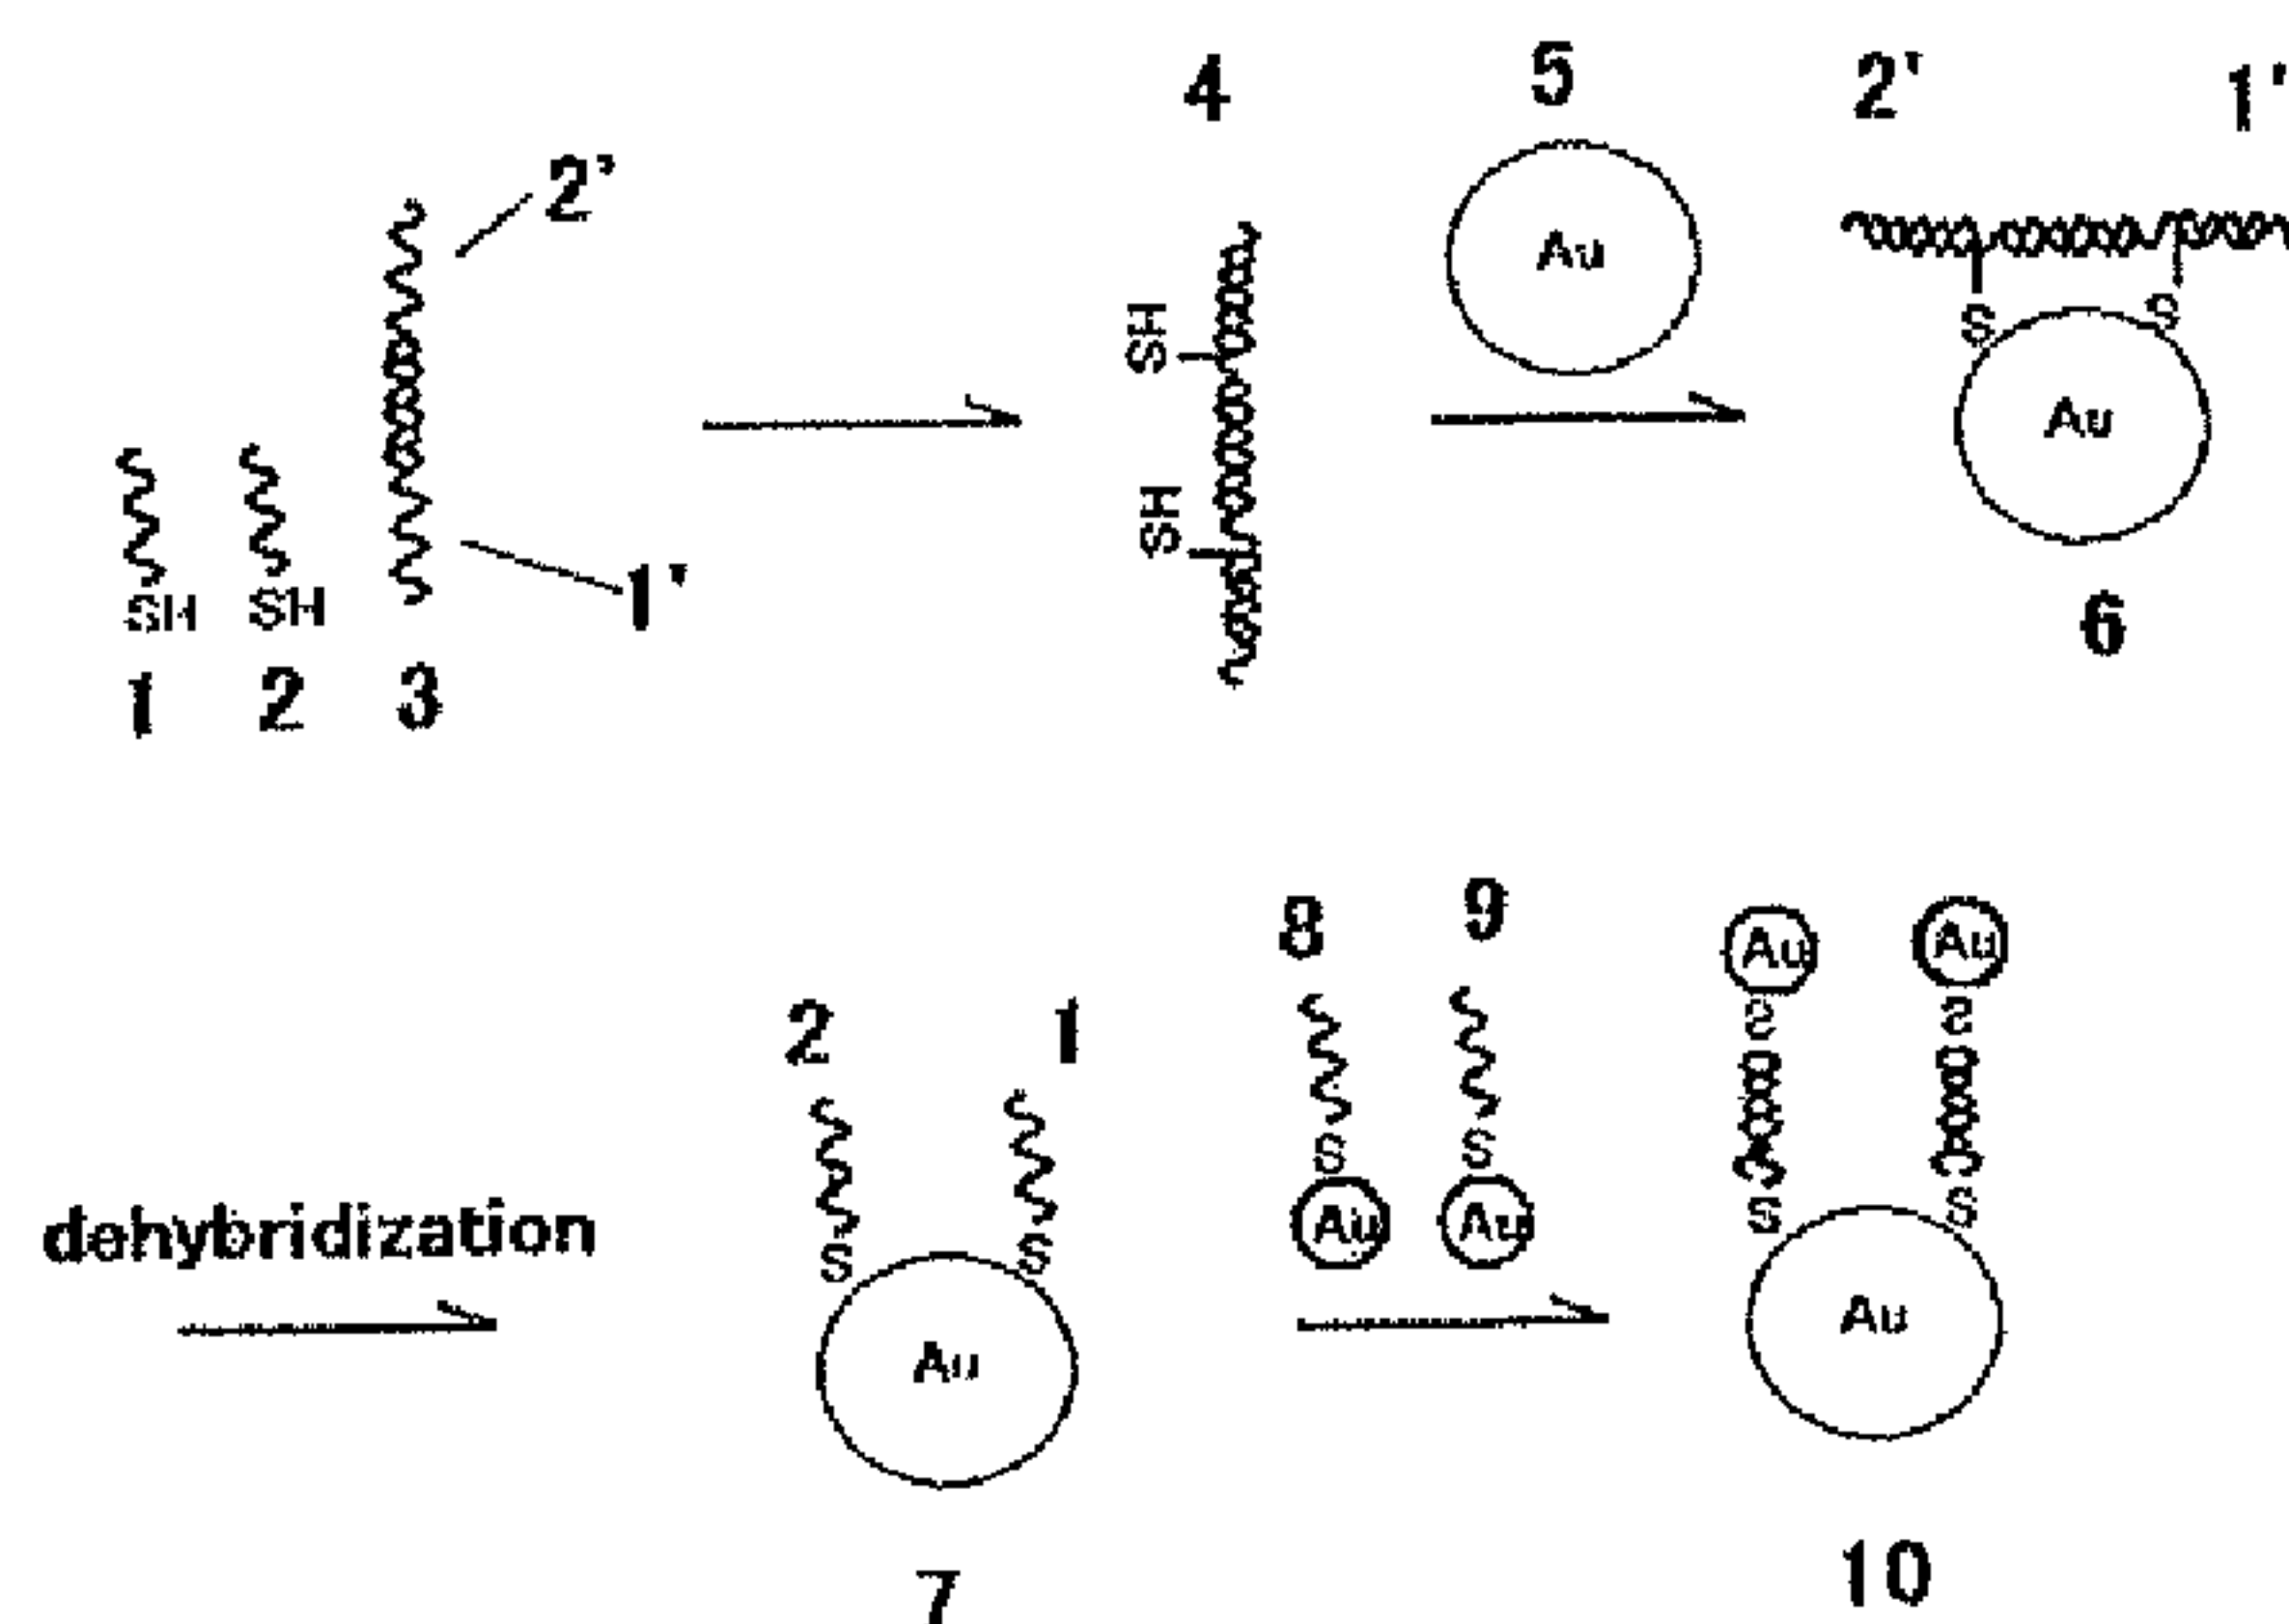 4 5 2' 1'
2'
Au
SH
S S
Au
SH
1'
SH SH
6
1 2 3
8 9
Au Au
S S
2 1
S S
dehybridization
S S
Au Au
S S
Au
Au
10
7